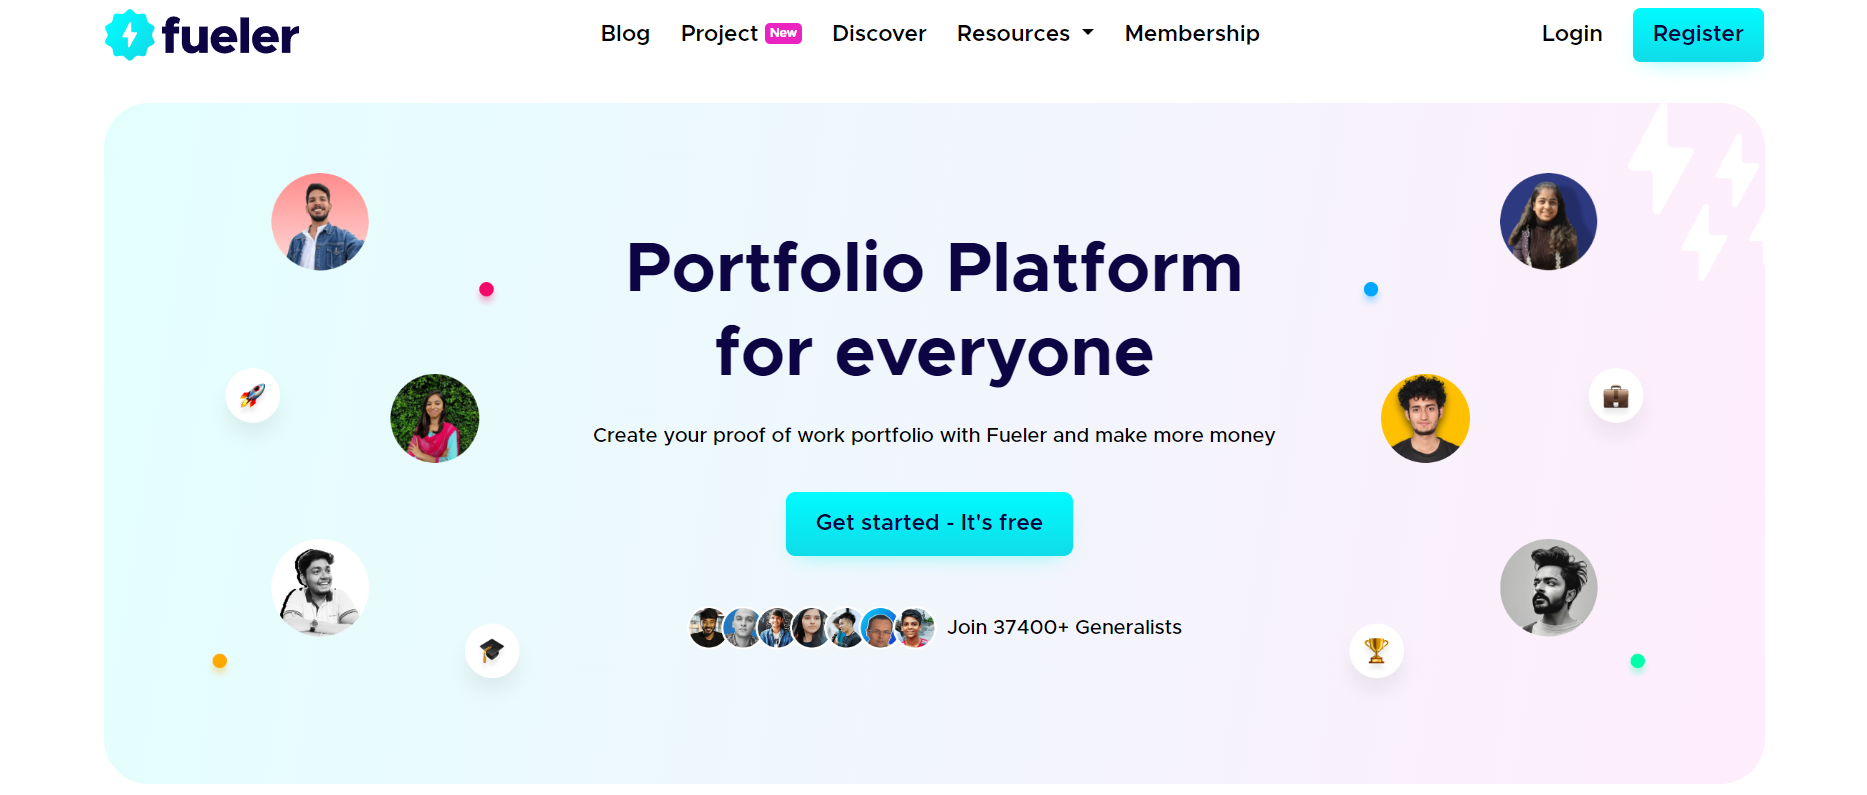 fueler
Blog Project New Discover Resources Membership
Login Register
Portfolio Platform
for everyone
Create your proof of work portfolio with Fueler and make more money
Get started - It's free
Join 37400+ Generalists